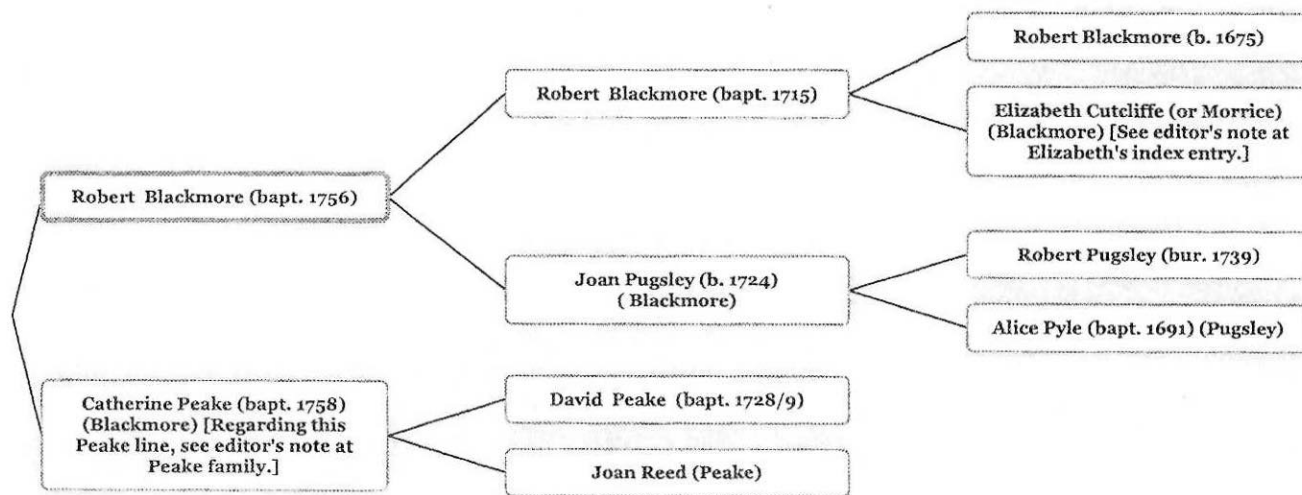 Robert Blackmore (b. 1675)
Robert Blackmore (bapt. 1715)
Elizabeth Cutcliffe (or Morrice)
(Blackmore) [See editor's note at
Elizabeth's index entry.]
Robert Blackmore (bapt. 1756)
Robert Pugsley (bur. 1739)
Joan Pugsley (b. 1724)
( Blackmore)
Alice Pyle (bapt. 1691) (Pugsley)
Catherine Peake (bapt. 1758)
(Blackmore) [Regarding this
Peake line, see editor's note at
Peake family.]
David Peake (bapt. 1728/9)
Joan Reed (Peake)